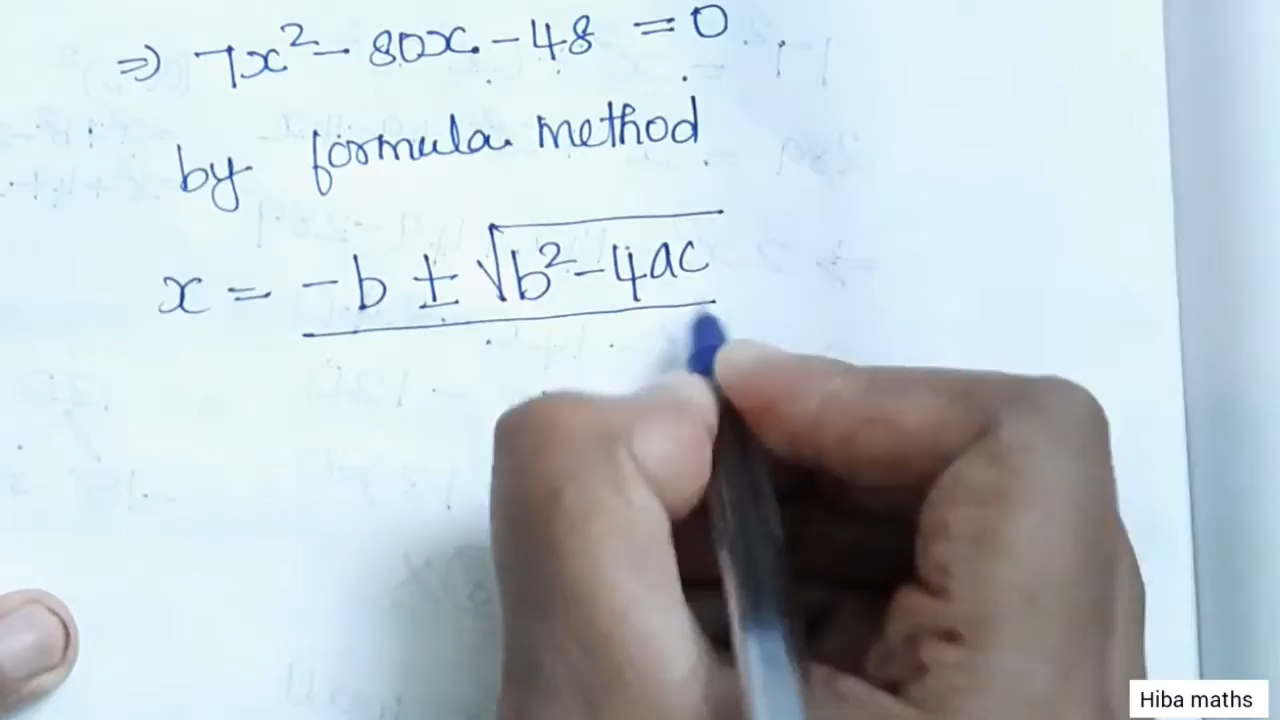 ⇒ 7x² - 80x - 48 = 0
by formula method
x = -b ± √b² - 4ac
Hiba maths